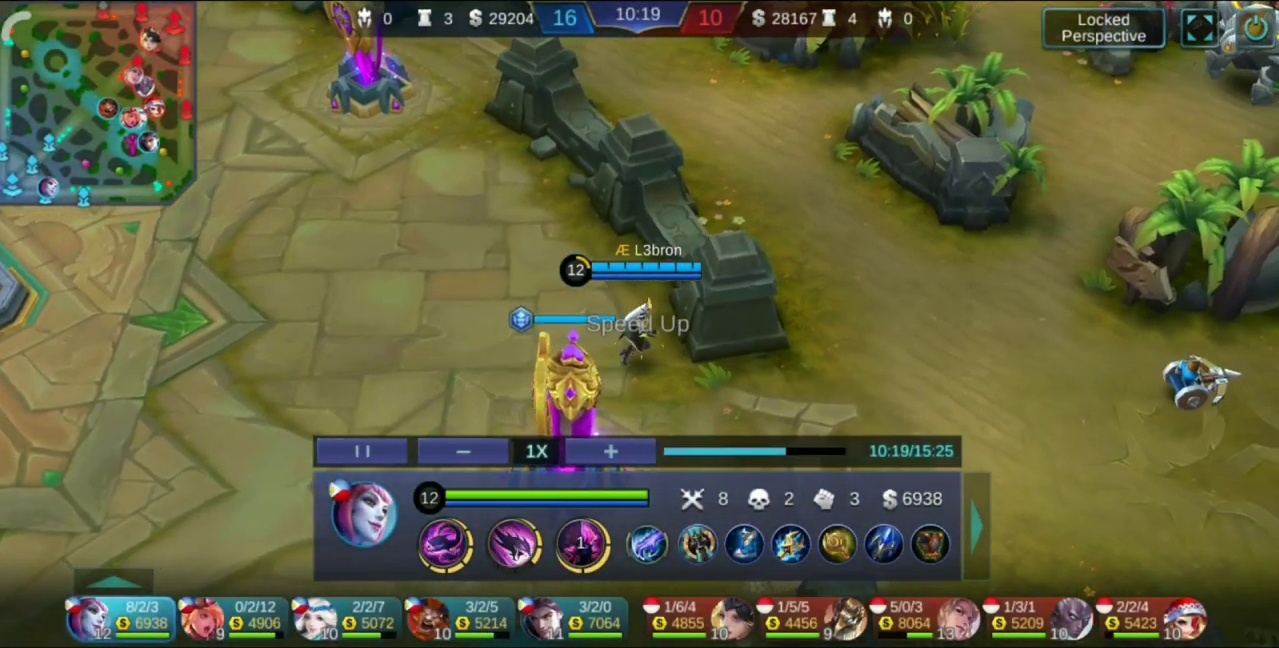 0 3 $ 29204 16 10:19 10 $ 28167 4 0
Locked
Perspective
Æ L3bron
12
Speed Up
1X 10:19/15:25
12 8 2 3 $ 6938
1
8/2/3 0/2/12 2/2/7 3/2/5 3/2/0 1/6/4 1/5/5 5/0/3 1/3/1 2/2/4
$ 6938 $ 4906 $ 5072 $ 5214 $ 7064 $ 4855 $ 4456 $ 8064 $ 5209 $ 5423
12 9 10 10 11 10 9 13 10 10